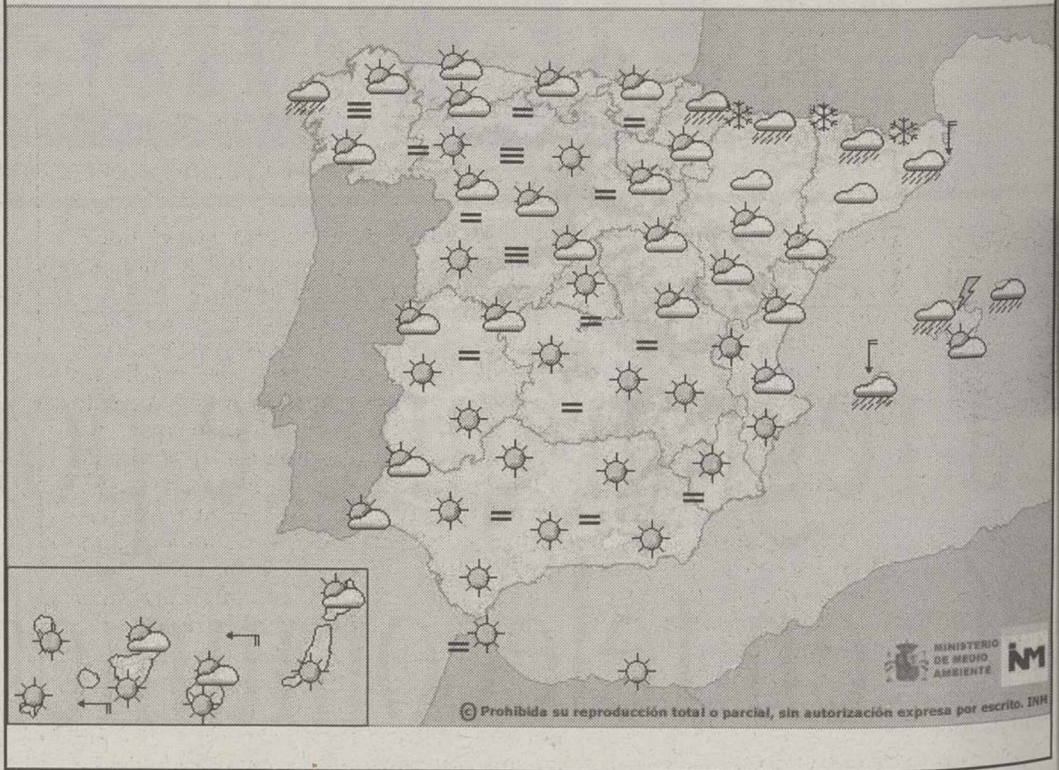 MINISTERIO
DE MEDIO
AMBIENTE
iNM
© Prohibida su reproducción total o parcial, sin autorización expresa por escrito. INM